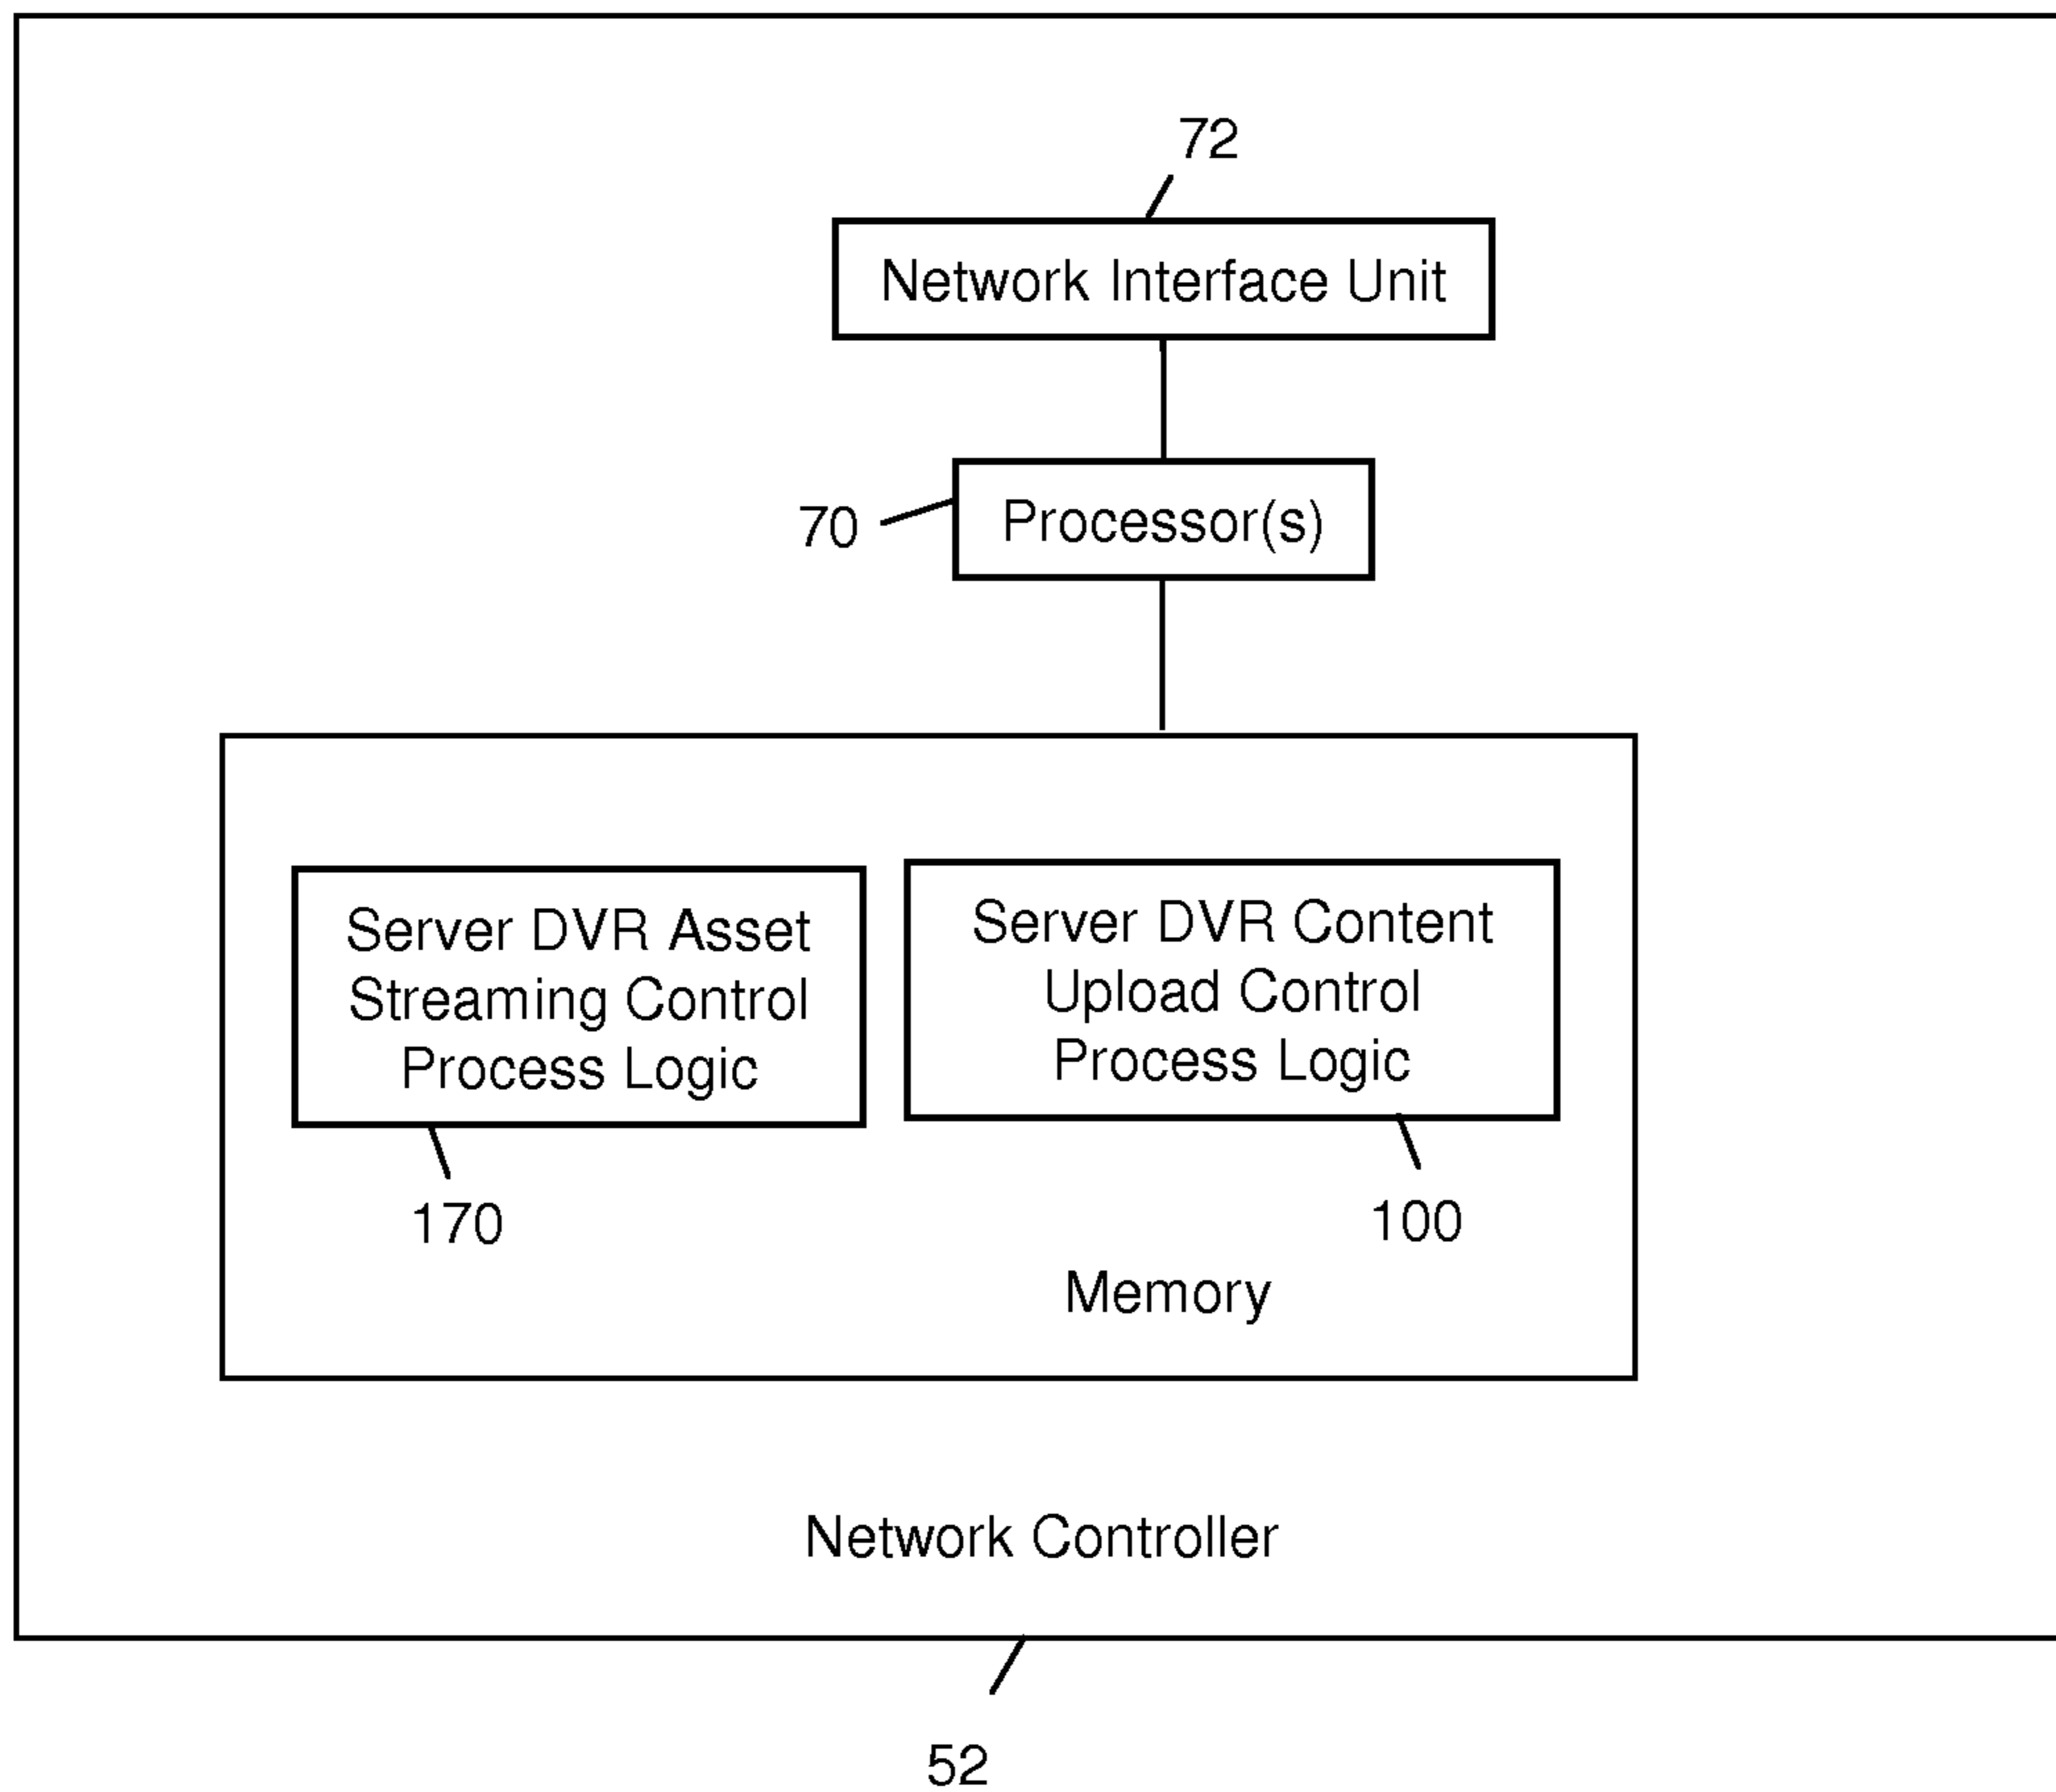 72
Network Interface Unit
70
Processor(s)
Server DVR Asset
Streaming Control
Process Logic
170
Server DVR Content
Upload Control
Process Logic
100
Memory
Network Controller
52